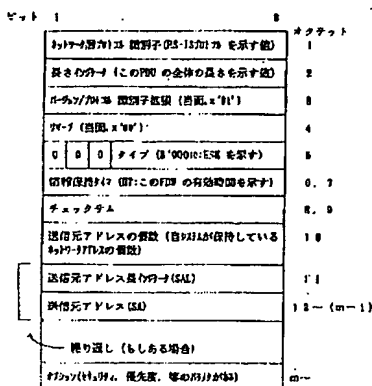 ビット 1 8
オクテット
ネットワーク層プロトコル 識別子(ES-ISプロトコル を示す値) 1
長さインジケータ (このPDU の全体の長さを示す値) 2
バージョン/プロトコル 識別子拡張 (当面、x'01') 3
リザーブ (当面、x'00') 4
0 0 0 タイプ (B'00010:ESH を示す) 5
情報保持タイマ (HT:このPDU の有効時間を示す) 6, 7
チェックサム 8, 9
送信元アドレスの個数 (自システムが保持している 10
ネットワークアドレスの個数)
送信元アドレス長インジケータ(SAL) 11
送信元アドレス(SA) 12~(m-1)
繰り返し (もしある場合)
オプション(セキュリティ, 優先度, 等のパラメタがある) m~